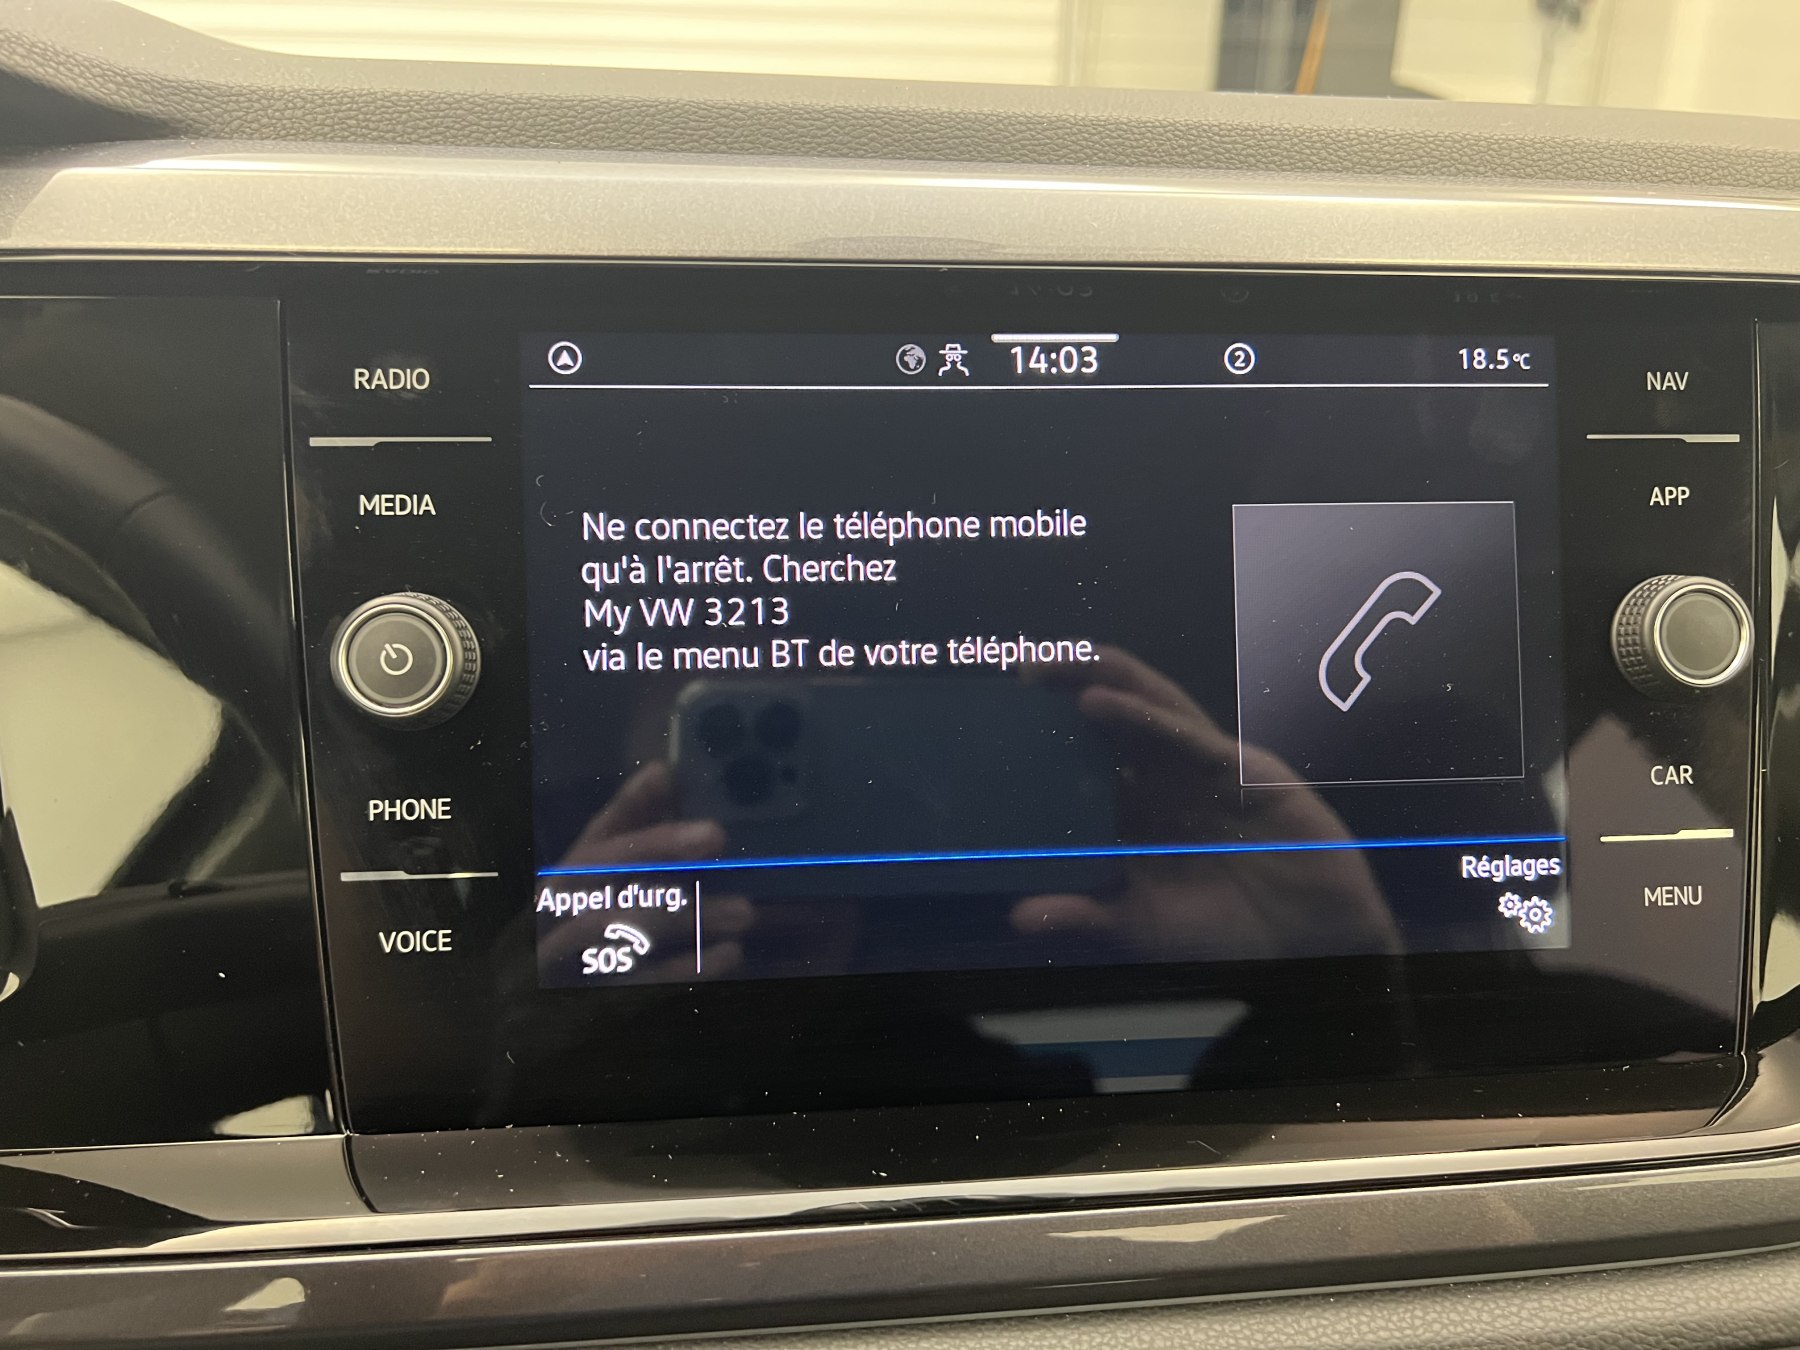 RADIO
MEDIA
PHONE
VOICE
14:03
2
18.5°C
Ne connectez le téléphone mobile
qu'à l'arrêt. Cherchez
My VW 3213
via le menu BT de votre téléphone.
Appel d'urg.
SOS
Réglages
NAV
APP
CAR
MENU